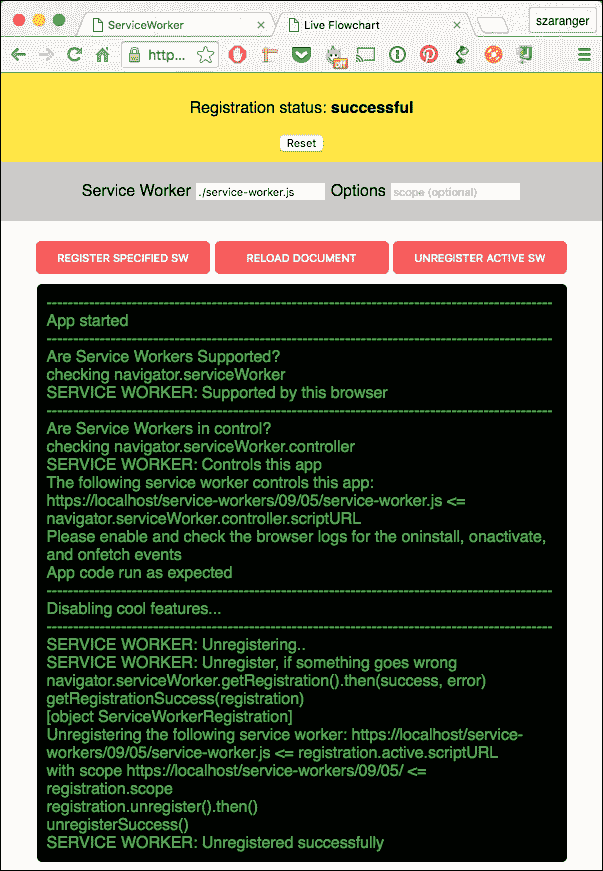 ServiceWorker
Live Flowchart
szaranger
http...
Off
Registration status: successful
Reset
Service Worker ./service-worker.js Options scope (optional)
REGISTER SPECIFIED SW
RELOAD DOCUMENT
UNREGISTER ACTIVE SW
--------------------------------------------------------------------------------
App started
--------------------------------------------------------------------------------
Are Service Workers Supported?
checking navigator.serviceWorker
SERVICE WORKER: Supported by this browser
--------------------------------------------------------------------------------
Are Service Workers in control?
checking navigator.serviceWorker.controller
SERVICE WORKER: Controls this app
The following service worker controls this app:
https://localhost/service-workers/09/05/service-worker.js <=
navigator.serviceWorker.controller.scriptURL
Please enable and check the browser logs for the oninstall, onactivate,
and onfetch events
App code run as expected
--------------------------------------------------------------------------------
Disabling cool features...
--------------------------------------------------------------------------------
SERVICE WORKER: Unregistering..
SERVICE WORKER: Unregister, if something goes wrong
navigator.serviceWorker.getRegistration().then(success, error)
getRegistrationSuccess(registration)
[object ServiceWorkerRegistration]
Unregistering the following service worker: https://localhost/service-
workers/09/05/service-worker.js <= registration.active.scriptURL
with scope https://localhost/service-workers/09/05/ <=
registration.scope
registration.unregister().then()
unregisterSuccess()
SERVICE WORKER: Unregistered successfully